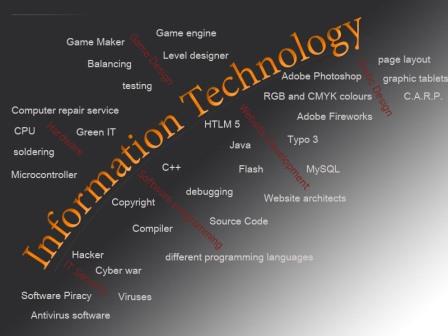 Information Technology
Game Design
Game Maker
Game engine
Balancing
Level designer
testing
Hardware
Computer repair service
CPU
Green IT
soldering
Microcontroller
Design
page layout
Adobe Photoshop
graphic tablets
RGB and CMYK colours
C.A.R.P.
Adobe Fireworks
Website development
HTLM 5
Java
Typo 3
Flash
MySQL
Website architects
Software programming
C++
debugging
Copyright
Compiler
Source Code
different programming languages
IT Security
Hacker
Cyber war
Software Piracy
Viruses
Antivirus software